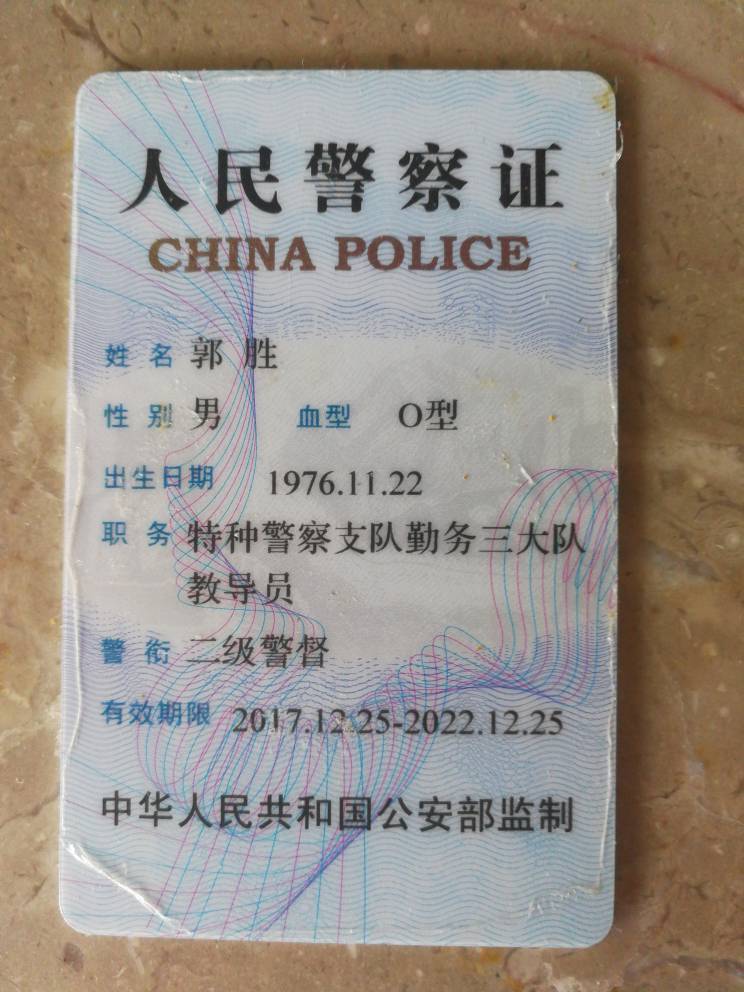 人民警察证
CHINA POLICE
姓名 郭胜
性别 男 血型 O型
出生日期 1976.11.22
职务 特种警察支队勤务三大队
教导员
警衔 二级警督
有效期限 2017.12.25-2022.12.25
中华人民共和国公安部监制